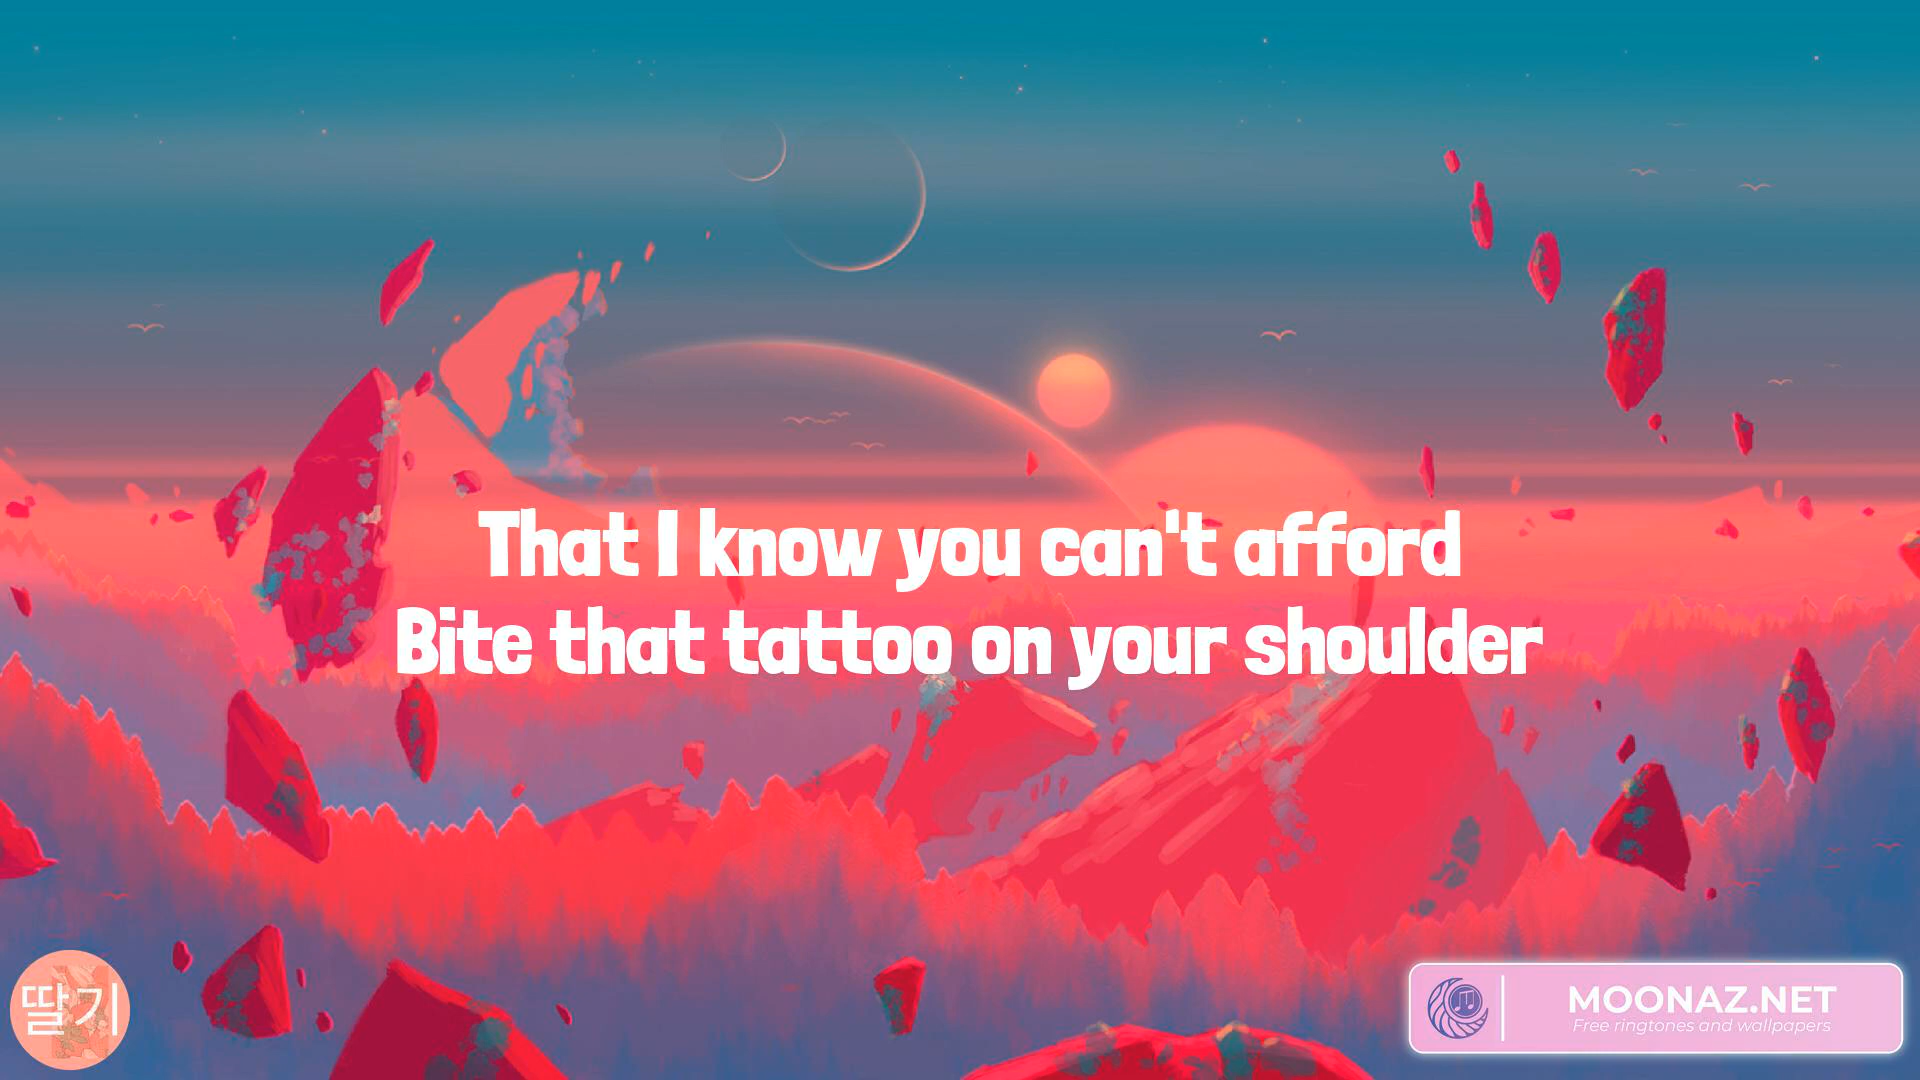 That I know you can't afford
Bite that tattoo on your shoulder
딸기
MOONAZ.NET
Free ringtones and wallpapers